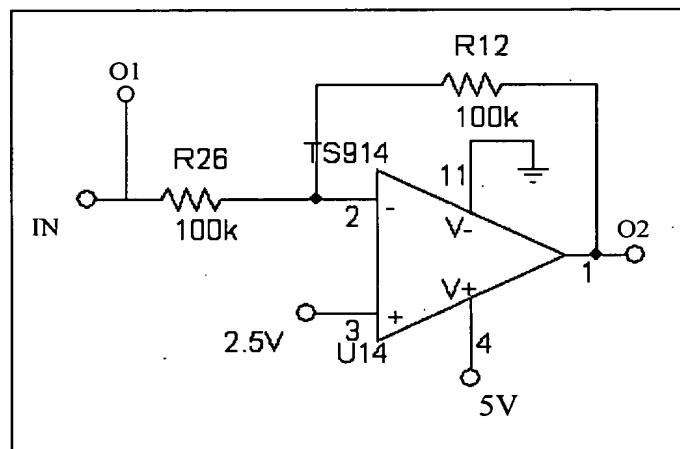 R12
O1
100k
TS914
R26
11
IN
100k
2
-
V-
O2
1
V+
3
+
2.5V
U14
4
5V